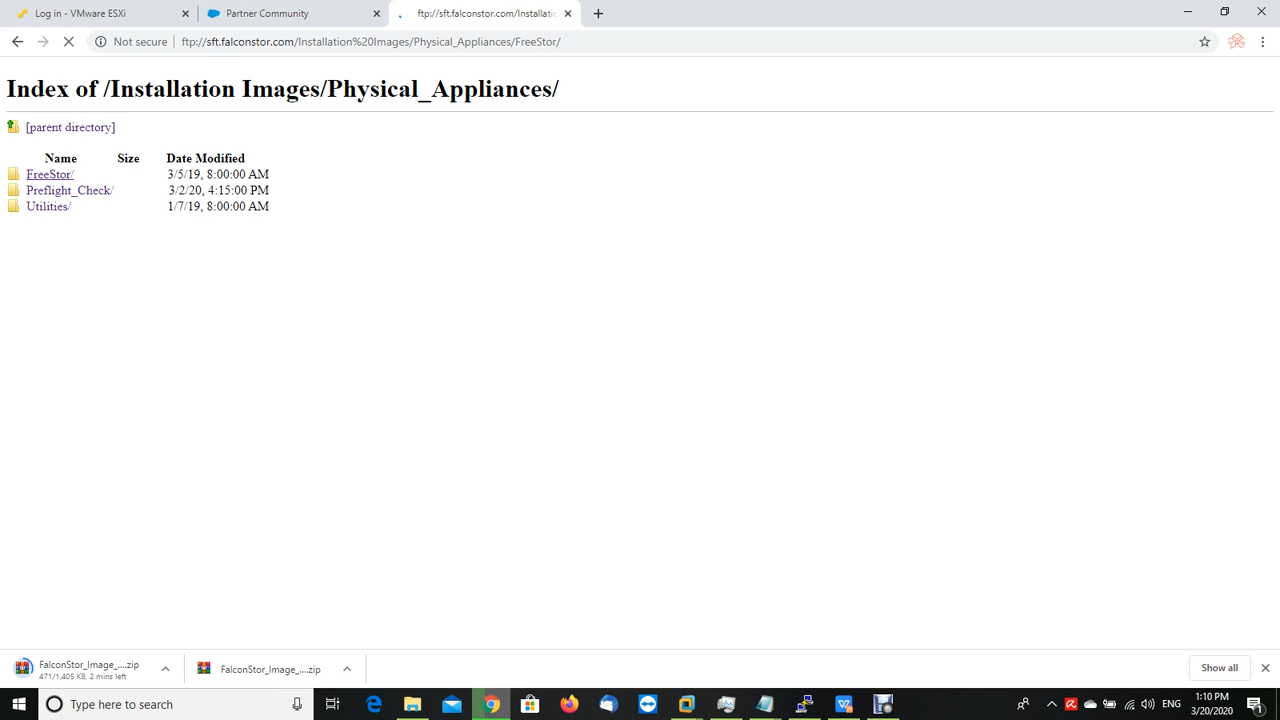 Log in - VMware ESXi
Partner Community
ftp://sft.falconstor.com/Installatio
Not secure
ftp://sft.falconstor.com/Installation%20Images/Physical_Appliances/FreeStor/
Index of /Installation Images/Physical_Appliances/
[parent directory]
Name Size Date Modified
FreeStor/ 3/5/19, 8:00:00 AM
Preflight_Check/ 3/2/20, 4:15:00 PM
Utilities/ 1/7/19, 8:00:00 AM
FalconStor_Image_....zip
471/1,405 KB, 2 mins left
FalconStor_Image_....zip
Show all
Type here to search
ENG
1:10 PM
3/20/2020
1